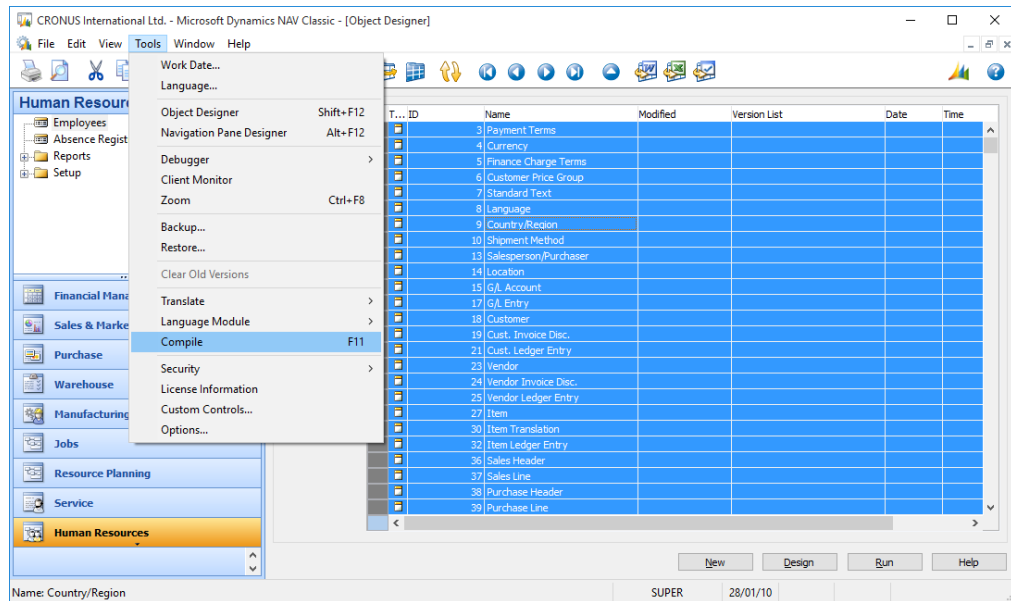 CRONUS International Ltd. - Microsoft Dynamics NAV Classic - [Object Designer]
File Edit View Tools Window Help
Human Resour
Employees
Absence Regist
Reports
Setup
Financial Mana
Sales & Marke
Purchase
Warehouse
Manufacturing
Jobs
Resource Planning
Service
Human Resources
Work Date...
Language...
Object Designer Shift+F12
Navigation Pane Designer Alt+F12
Debugger
Client Monitor
Zoom Ctrl+F8
Backup...
Restore...
Clear Old Versions
Translate
Language Module
Compile F11
Security
License Information
Custom Controls...
Options...
T... ID Name Modified Version List Date Time
3 Payment Terms
4 Currency
5 Finance Charge Terms
6 Customer Price Group
7 Standard Text
8 Language
9 Country/Region
10 Shipment Method
13 Salesperson/Purchaser
14 Location
15 G/L Account
17 G/L Entry
18 Customer
19 Cust. Invoice Disc.
21 Cust. Ledger Entry
23 Vendor
24 Vendor Invoice Disc.
25 Vendor Ledger Entry
27 Item
30 Item Translation
32 Item Ledger Entry
36 Sales Header
37 Sales Line
38 Purchase Header
39 Purchase Line
New Design Run Help
Name: Country/Region SUPER 28/01/10